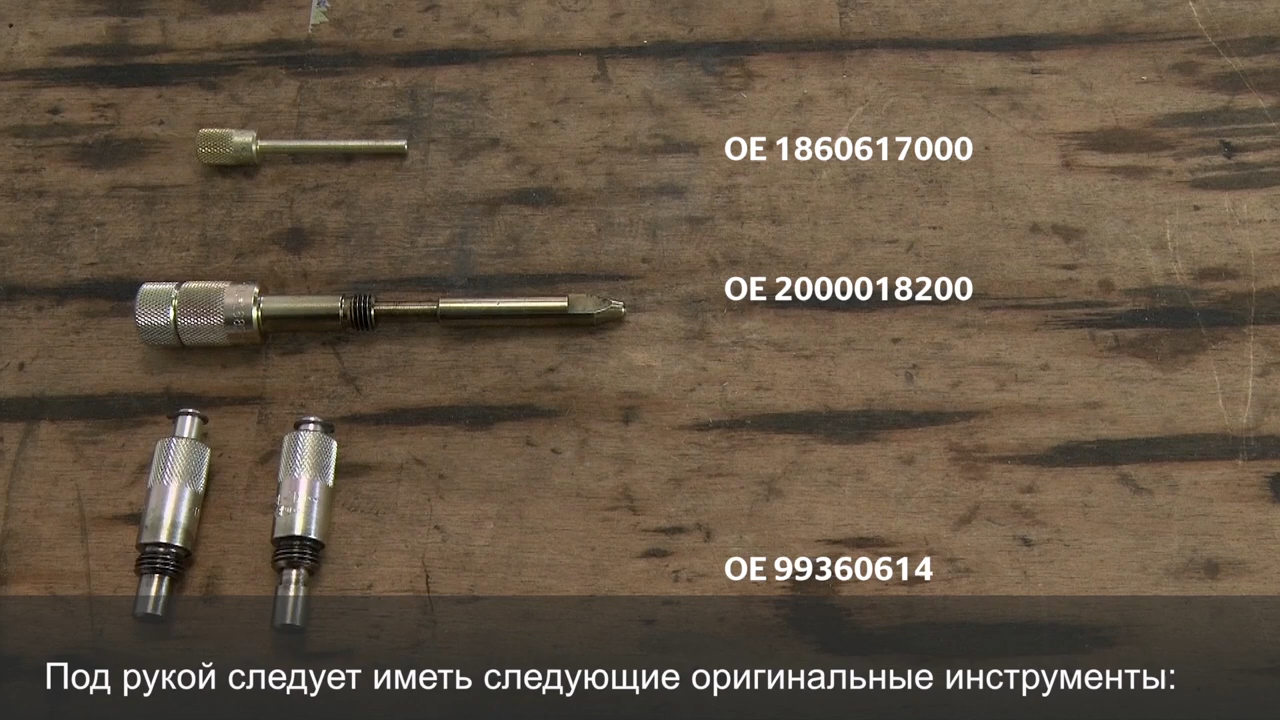 OE 1860617000
OE 2000018200
OE 99360614
Под рукой следует иметь следующие оригинальные инструменты: